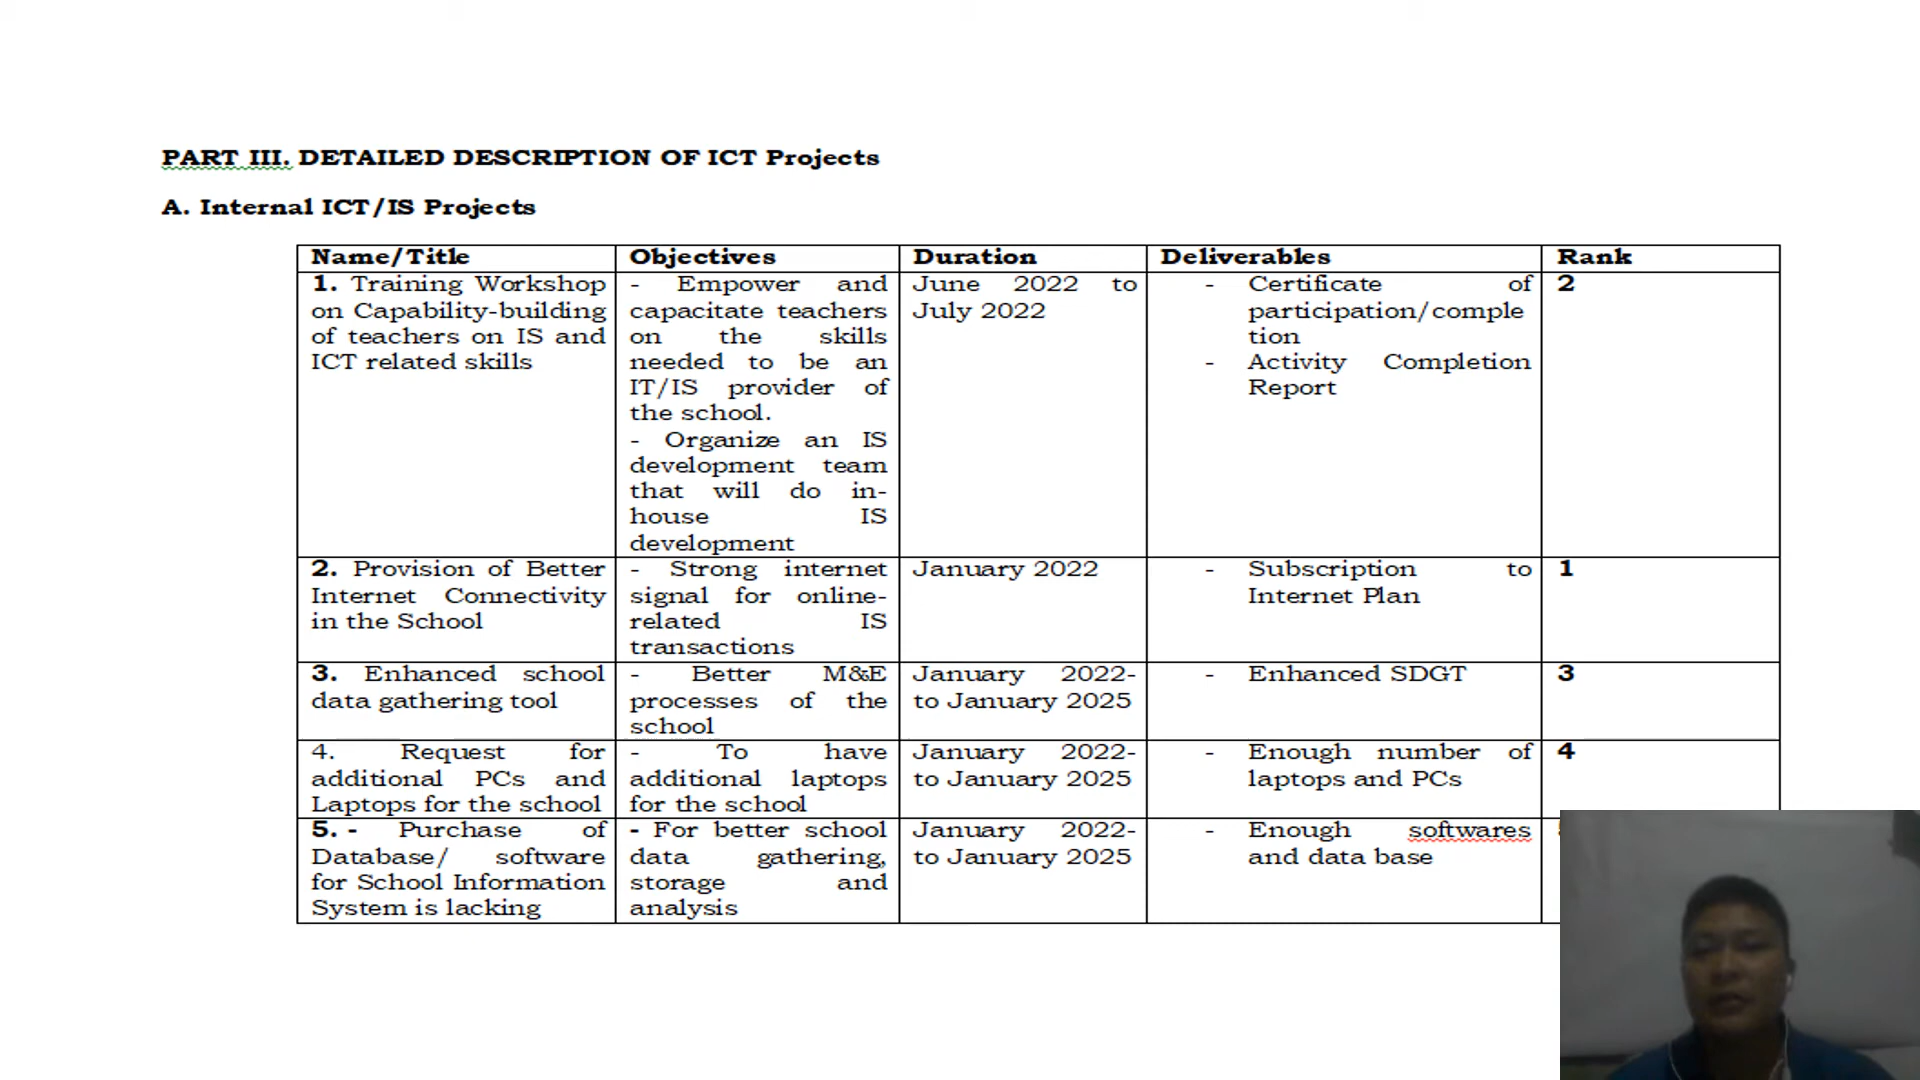 PART III. DETAILED DESCRIPTION OF ICT Projects
A. Internal ICT/IS Projects
Name/Title
Objectives
Duration
Deliverables
Rank
1. Training Workshop
on Capability-building
of teachers on IS and
ICT related skills
- Empower and
capacitate teachers
on the skills
needed to be an
IT/IS provider of
the school.
- Organize an IS
development team
that will do in-
house IS
development
June 2022 to
July 2022
- Certificate of
participation/comple
tion
- Activity Completion
Report
2
2. Provision of Better
Internet Connectivity
in the School
- Strong internet
signal for online-
related IS
transactions
January 2022
- Subscription to
Internet Plan
1
3. Enhanced school
data gathering tool
- Better M&E
processes of the
school
January 2022-
to January 2025
- Enhanced SDGT
3
4. Request for
additional PCs and
Laptops for the school
- To have
additional laptops
for the school
January 2022-
to January 2025
- Enough number of
laptops and PCs
4
5. - Purchase of
Database/ software
for School Information
System is lacking
- For better school
data gathering,
storage and
analysis
January 2022-
to January 2025
- Enough softwares
and data base